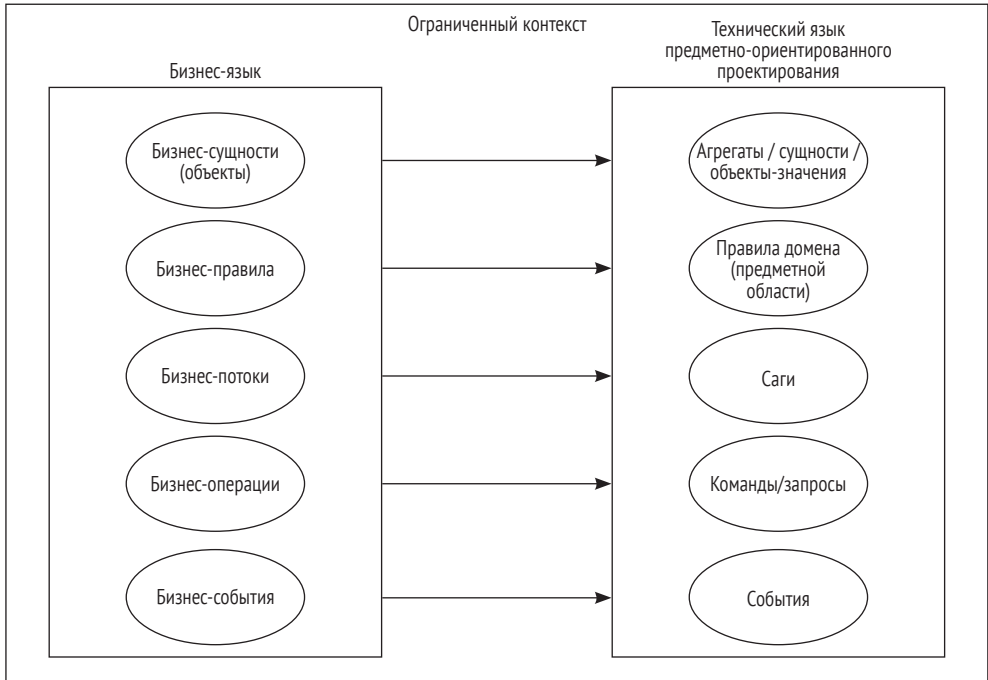 Ограниченный контекст
Технический язык
предметно-ориентированного
проектирования
Бизнес-язык
Бизнес-сущности
(объекты)
Агрегаты / сущности /
объекты-значения
Бизнес-правила
Правила домена
(предметной
области)
Бизнес-потоки
Саги
Бизнес-операции
Команды/запросы
Бизнес-события
События